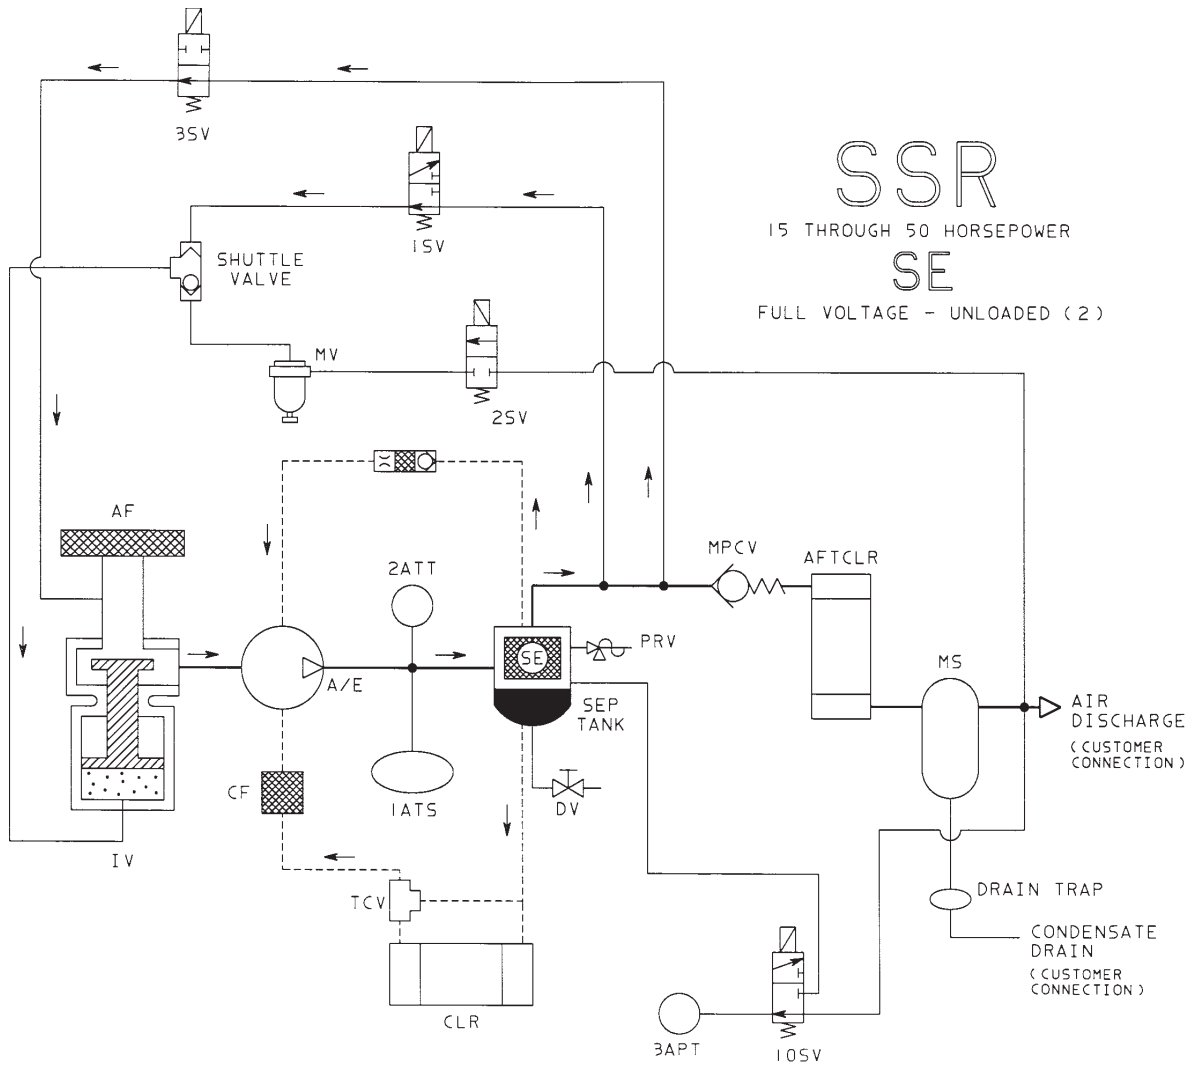 3SV
SSR
15 THROUGH 50 HORSEPOWER
SE
FULL VOLTAGE - UNLOADED (2)
1SV
SHUTTLE
VALVE
MV
2SV
AF
2ATT
MPCV
AFTCLR
PRV
SE
A/E
SEP
TANK
MS
AIR
DISCHARGE
(CUSTOMER
CONNECTION)
CF
1ATS
DV
IV
TCV
DRAIN TRAP
CONDENSATE
DRAIN
(CUSTOMER
CONNECTION)
CLR
3APT
10SV